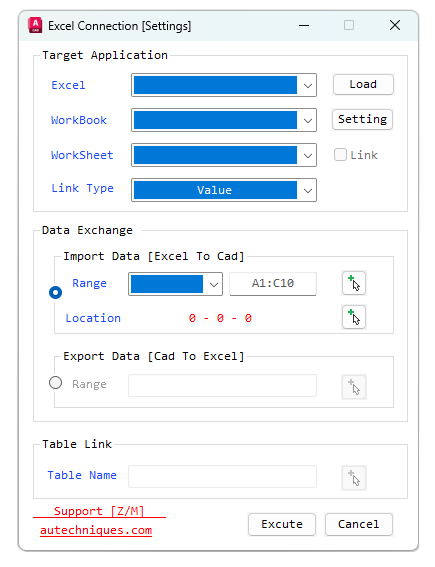 A CAD Excel Connection [Settings]
Target Application
Excel Load
WorkBook Setting
WorkSheet Link
Link Type Value
Data Exchange
Import Data [Excel To Cad]
Range A1:C10
Location 0 - 0 - 0
Export Data [Cad To Excel]
Range
Table Link
Table Name
Support [Z/M]
autechniques.com
Excute Cancel